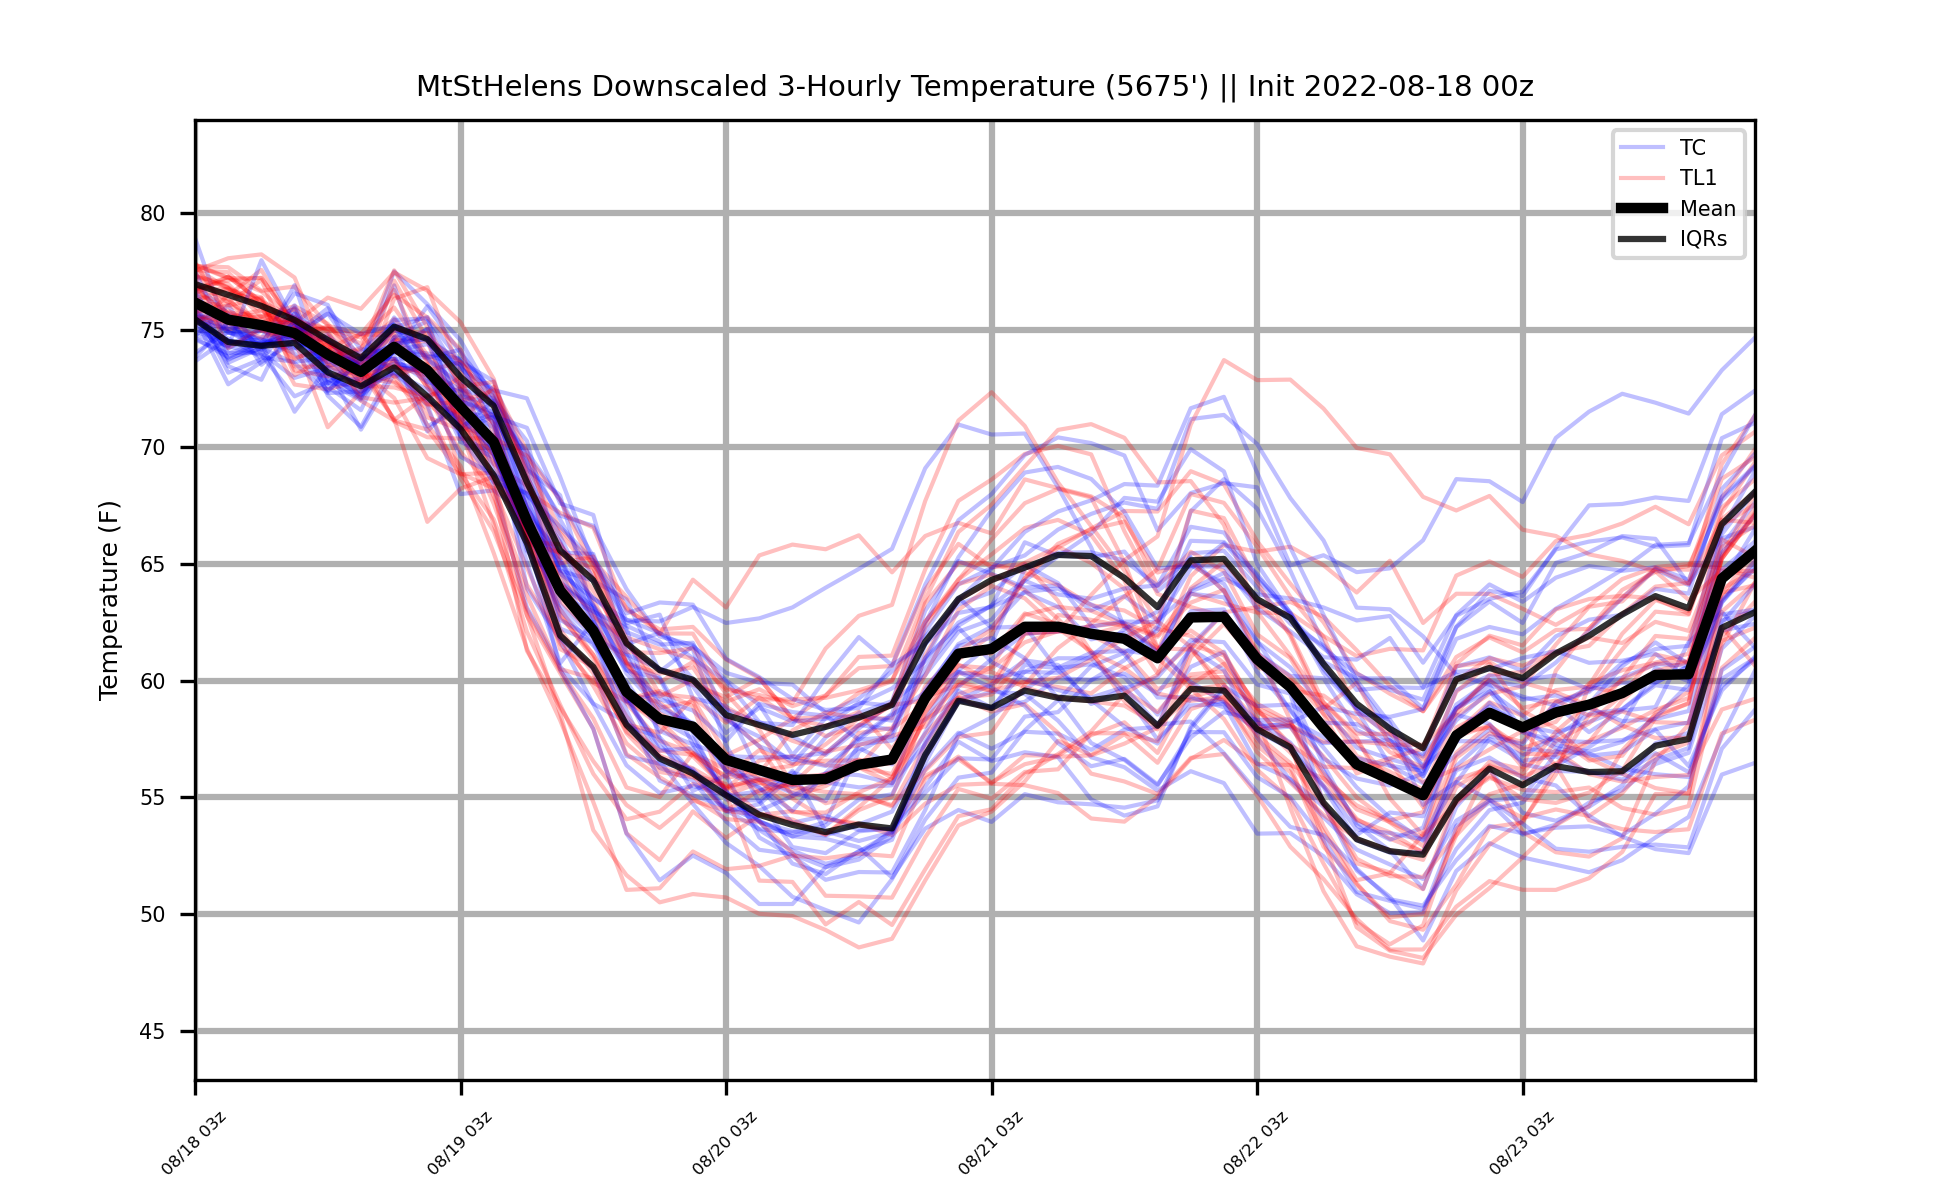 MtStHelens Downscaled 3-Hourly Temperature (5675') || Init 2022-08-18 00z
TC
TL1
Mean
IQRs
Temperature (F)
80
75
70
65
60
55
50
45
08/18 03z
08/19 03z
08/20 03z
08/21 03z
08/22 03z
08/23 03z